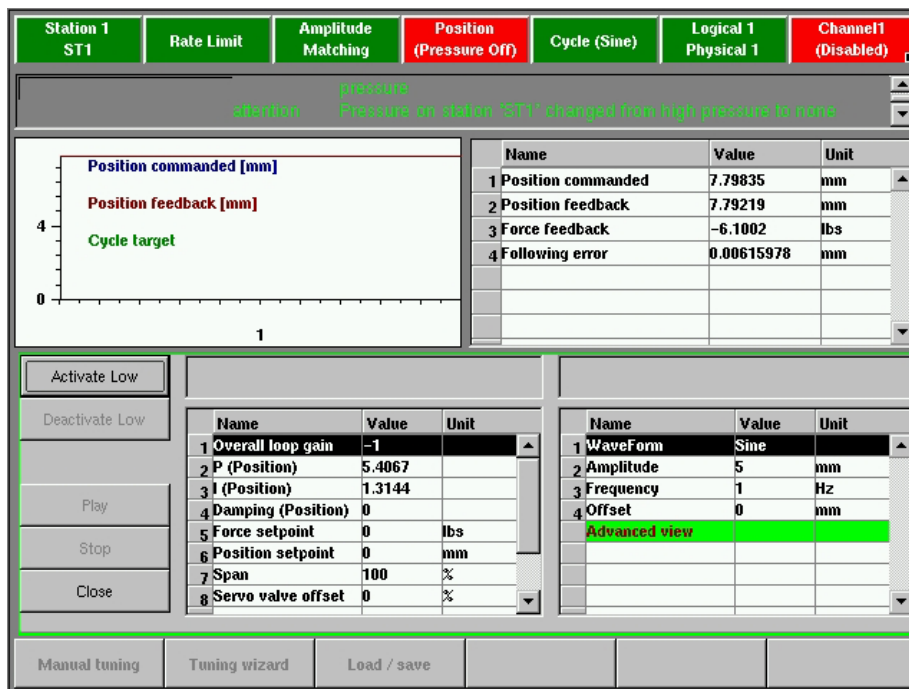 Station 1 ST1
Rate Limit
Amplitude Matching
Position (Pressure Off)
Cycle (Sine)
Logical 1 Physical 1
Channel1 (Disabled)
pressure
attention Pressure on station 'ST1' changed from high pressure to none
Position commanded [mm]
Position feedback [mm]
Cycle target
4
0
1
Name Value Unit
1 Position commanded 7.79835 mm
2 Position feedback 7.79219 mm
3 Force feedback -6.1002 lbs
4 Following error 0.00615978 mm
Activate Low
Deactivate Low
Play
Stop
Close
Name Value Unit
1 Overall loop gain -1
2 P (Position) 5.4067
3 I (Position) 1.3144
4 Damping (Position) 0
5 Force setpoint 0 lbs
6 Position setpoint 0 mm
7 Span 100 %
8 Servo valve offset 0 %
Name Value Unit
1 WaveForm Sine
2 Amplitude 5 mm
3 Frequency 1 Hz
4 Offset 0 mm
Advanced view
Manual tuning
Tuning wizard
Load / save